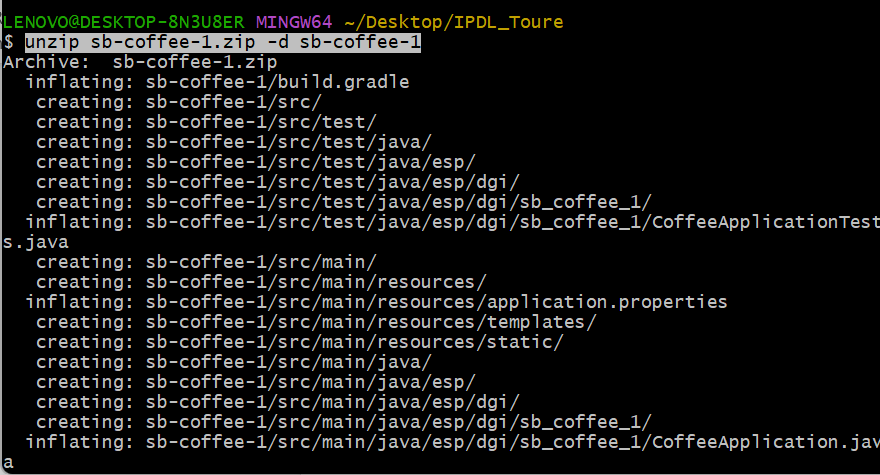 LENOVO@DESKTOP-8N3U8ER MINGW64 ~/Desktop/IPDL_Toure
$ unzip sb-coffee-1.zip -d sb-coffee-1
Archive:  sb-coffee-1.zip
  inflating: sb-coffee-1/build.gradle
   creating: sb-coffee-1/src/
   creating: sb-coffee-1/src/test/
   creating: sb-coffee-1/src/test/java/
   creating: sb-coffee-1/src/test/java/esp/
   creating: sb-coffee-1/src/test/java/esp/dgi/
   creating: sb-coffee-1/src/test/java/esp/dgi/sb_coffee_1/
  inflating: sb-coffee-1/src/test/java/esp/dgi/sb_coffee_1/CoffeeApplicationTest
s.java
   creating: sb-coffee-1/src/main/
   creating: sb-coffee-1/src/main/resources/
  inflating: sb-coffee-1/src/main/resources/application.properties
   creating: sb-coffee-1/src/main/resources/templates/
   creating: sb-coffee-1/src/main/resources/static/
   creating: sb-coffee-1/src/main/java/
   creating: sb-coffee-1/src/main/java/esp/
   creating: sb-coffee-1/src/main/java/esp/dgi/
   creating: sb-coffee-1/src/main/java/esp/dgi/sb_coffee_1/
  inflating: sb-coffee-1/src/main/java/esp/dgi/sb_coffee_1/CoffeeApplication.jav
a